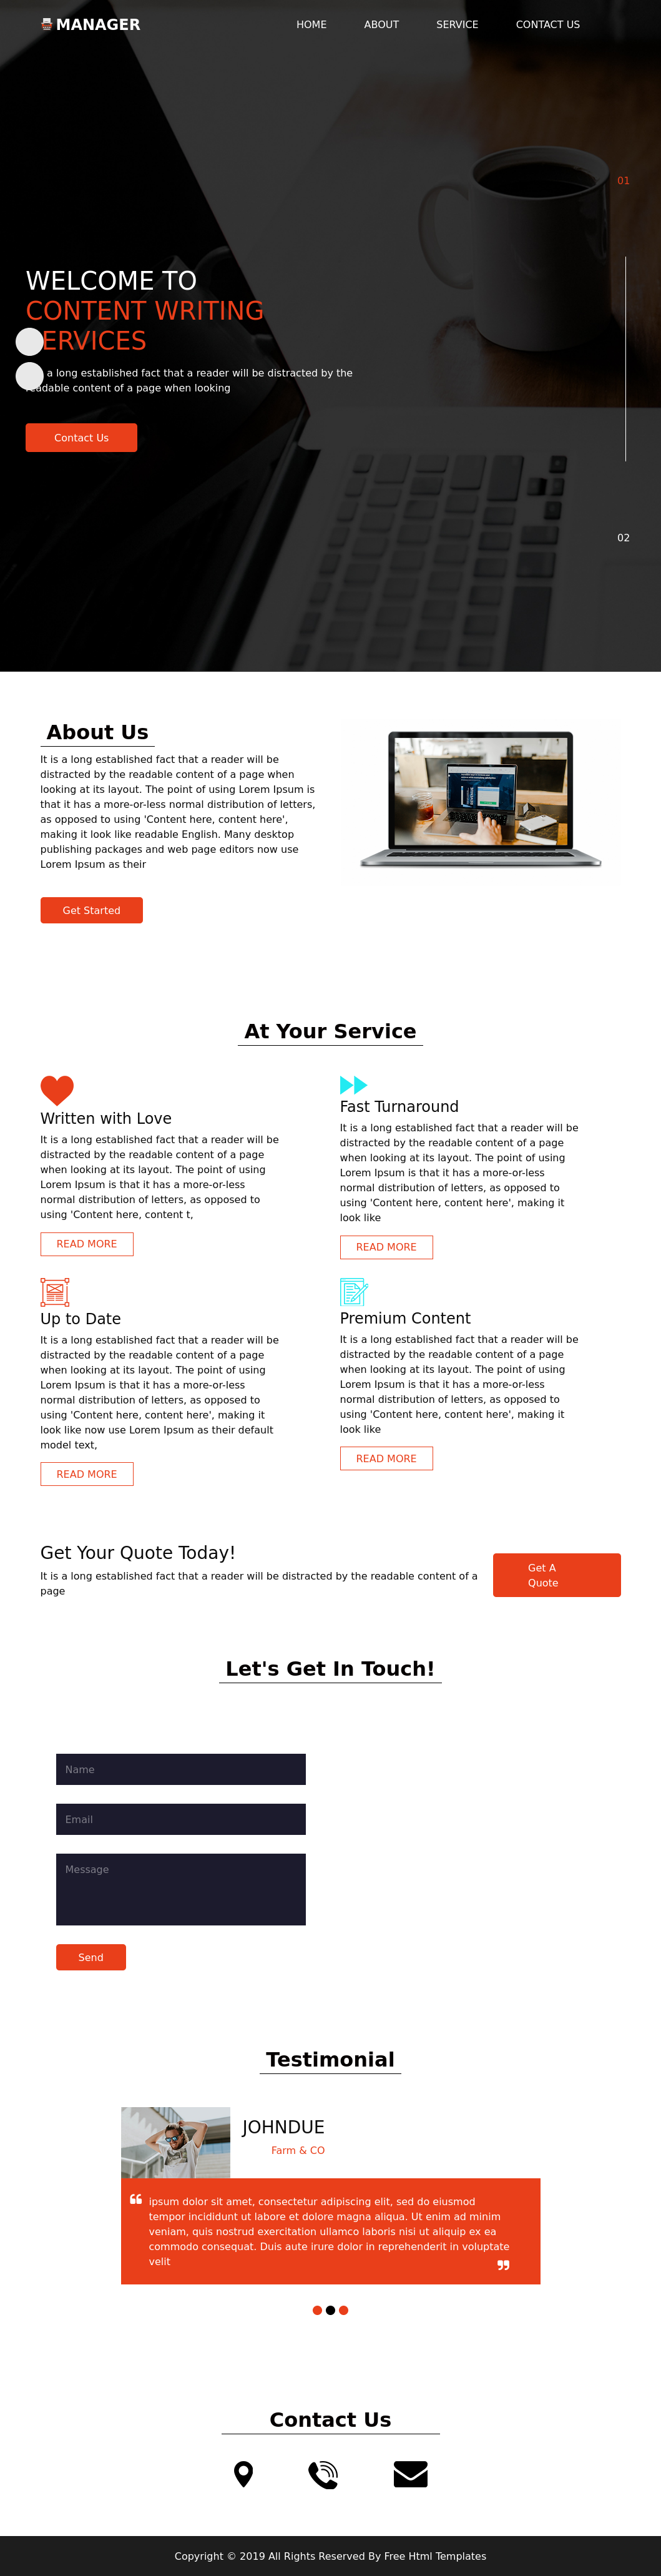 MANAGER
HOME ABOUT SERVICE CONTACT US
01
WELCOME TO
CONTENT WRITING
ERVICES
a long established fact that a reader will be distracted by the
readable content of a page when looking
Contact Us
02
About Us
It is a long established fact that a reader will be
distracted by the readable content of a page when
looking at its layout. The point of using Lorem Ipsum is
that it has a more-or-less normal distribution of letters,
as opposed to using 'Content here, content here',
making it look like readable English. Many desktop
publishing packages and web page editors now use
Lorem Ipsum as their
Get Started
At Your Service
Written with Love
It is a long established fact that a reader will be
distracted by the readable content of a page
when looking at its layout. The point of using
Lorem Ipsum is that it has a more-or-less
normal distribution of letters, as opposed to
using 'Content here, content t,
READ MORE
Fast Turnaround
It is a long established fact that a reader will be
distracted by the readable content of a page
when looking at its layout. The point of using
Lorem Ipsum is that it has a more-or-less
normal distribution of letters, as opposed to
using 'Content here, content here', making it
look like
READ MORE
Up to Date
It is a long established fact that a reader will be
distracted by the readable content of a page
when looking at its layout. The point of using
Lorem Ipsum is that it has a more-or-less
normal distribution of letters, as opposed to
using 'Content here, content here', making it
look like now use Lorem Ipsum as their default
model text,
READ MORE
Premium Content
It is a long established fact that a reader will be
distracted by the readable content of a page
when looking at its layout. The point of using
Lorem Ipsum is that it has a more-or-less
normal distribution of letters, as opposed to
using 'Content here, content here', making it
look like
READ MORE
Get Your Quote Today!
It is a long established fact that a reader will be distracted by the readable content of a
page
Get A
Quote
Let's Get In Touch!
Name
Email
Message
Send
Testimonial
JOHNDUE
Farm & CO
ipsum dolor sit amet, consectetur adipiscing elit, sed do eiusmod
tempor incididunt ut labore et dolore magna aliqua. Ut enim ad minim
veniam, quis nostrud exercitation ullamco laboris nisi ut aliquip ex ea
commodo consequat. Duis aute irure dolor in reprehenderit in voluptate
velit
Contact Us
Copyright © 2019 All Rights Reserved By Free Html Templates